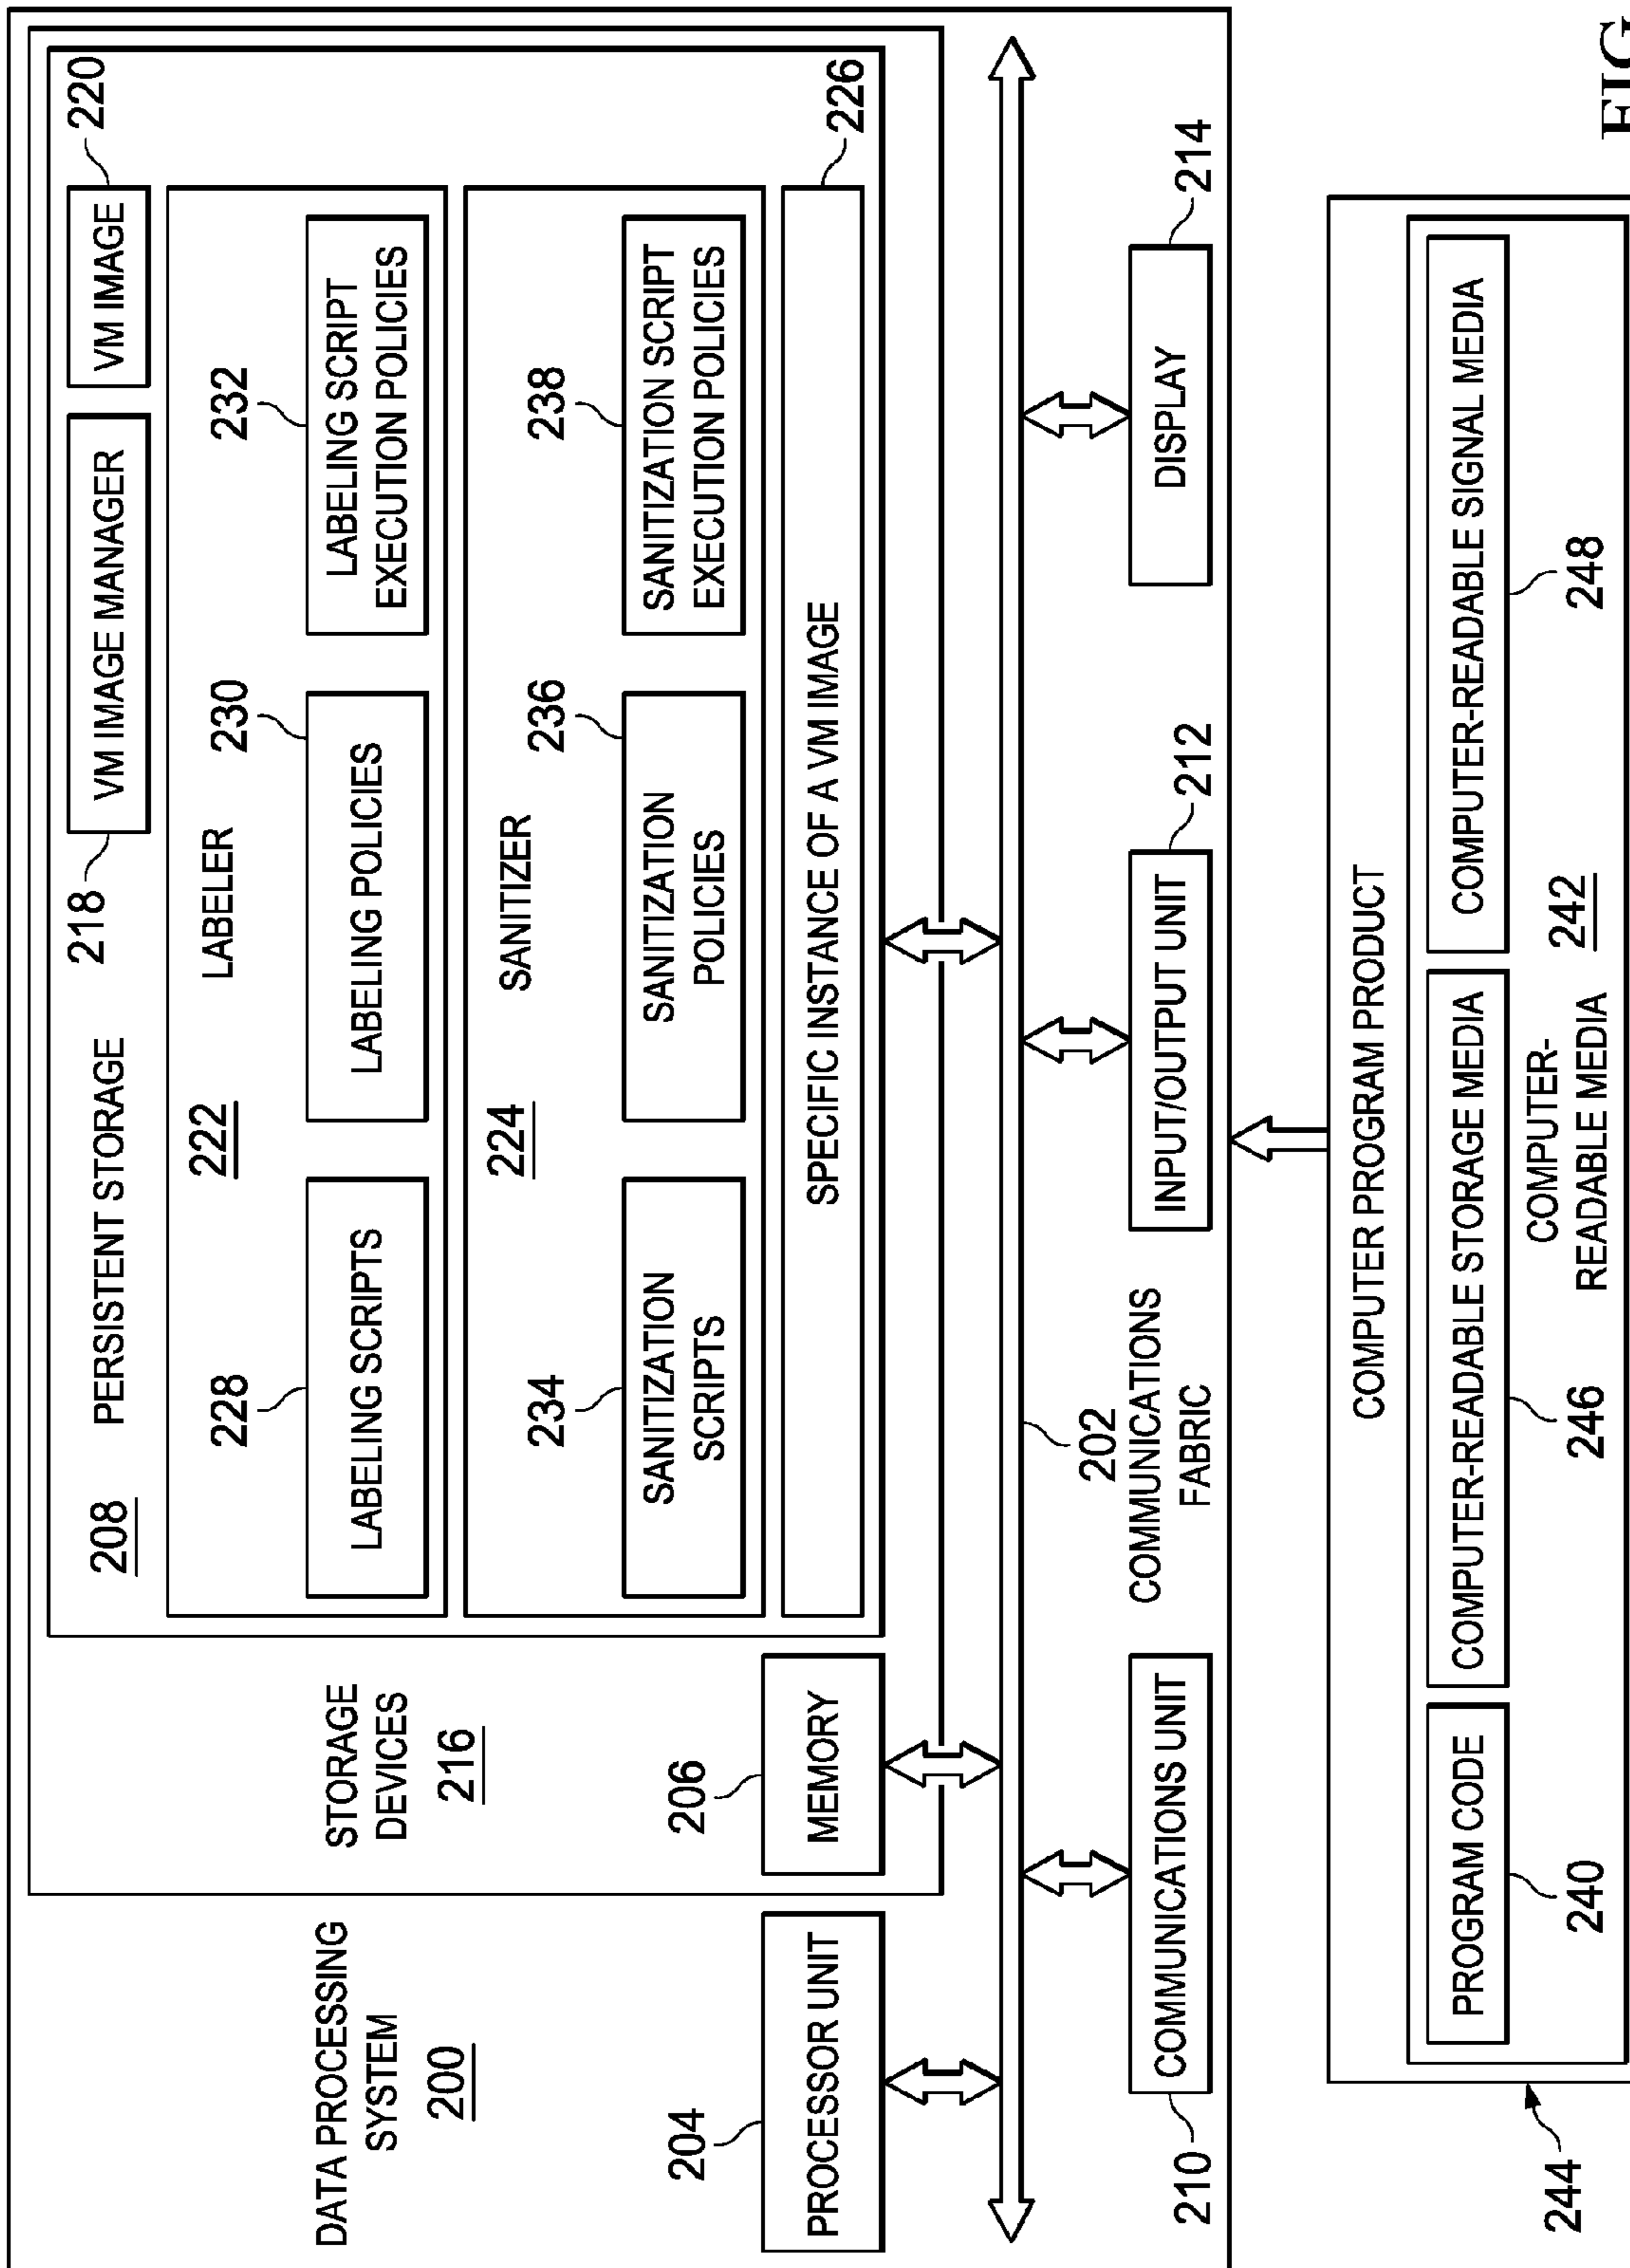 DATA PROCESSING
SYSTEM
200
STORAGE
DEVICES
216
208
PERSISTENT STORAGE
218
VM IMAGE MANAGER
VM IMAGE
220
222
LABELER
228
230
232
LABELING SCRIPTS
LABELING POLICIES
LABELING SCRIPT
EXECUTION POLICIES
224
SANITIZER
234
236
238
SANITIZATION
SCRIPTS
SANITIZATION
POLICIES
SANITIZATION SCRIPT
EXECUTION POLICIES
204
206
PROCESSOR UNIT
MEMORY
SPECIFIC INSTANCE OF A VM IMAGE
226
202
COMMUNICATIONS
FABRIC
210
COMMUNICATIONS UNIT
INPUT/OUTPUT UNIT
212
DISPLAY
214
COMPUTER PROGRAM PRODUCT
244
PROGRAM CODE
COMPUTER-READABLE STORAGE MEDIA
COMPUTER-READABLE SIGNAL MEDIA
240
246
COMPUTER-
READABLE MEDIA
242
248
FIG